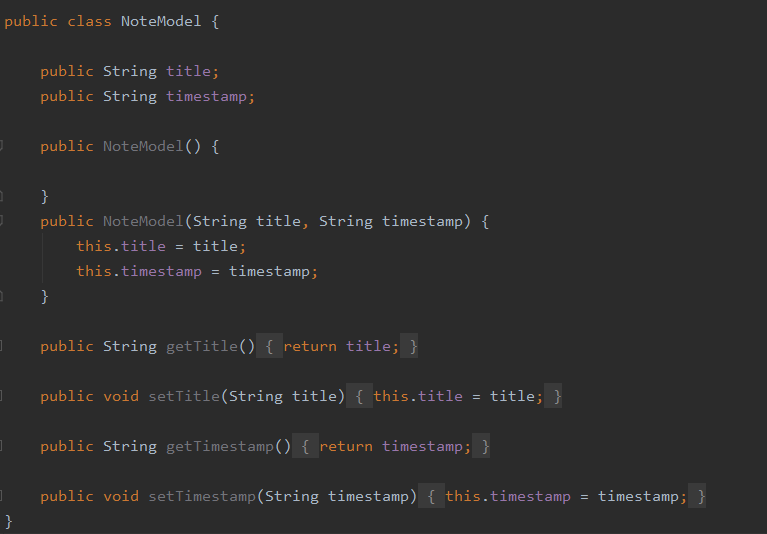 public class NoteModel {
public String title;
public String timestamp;
public NoteModel() {
}
public NoteModel(String title, String timestamp) {
this.title = title;
this.timestamp = timestamp;
}
public String getTitle() { return title; }
public void setTitle(String title) { this.title = title; }
public String getTimestamp() { return timestamp; }
public void setTimestamp(String timestamp) { this.timestamp = timestamp; }
}